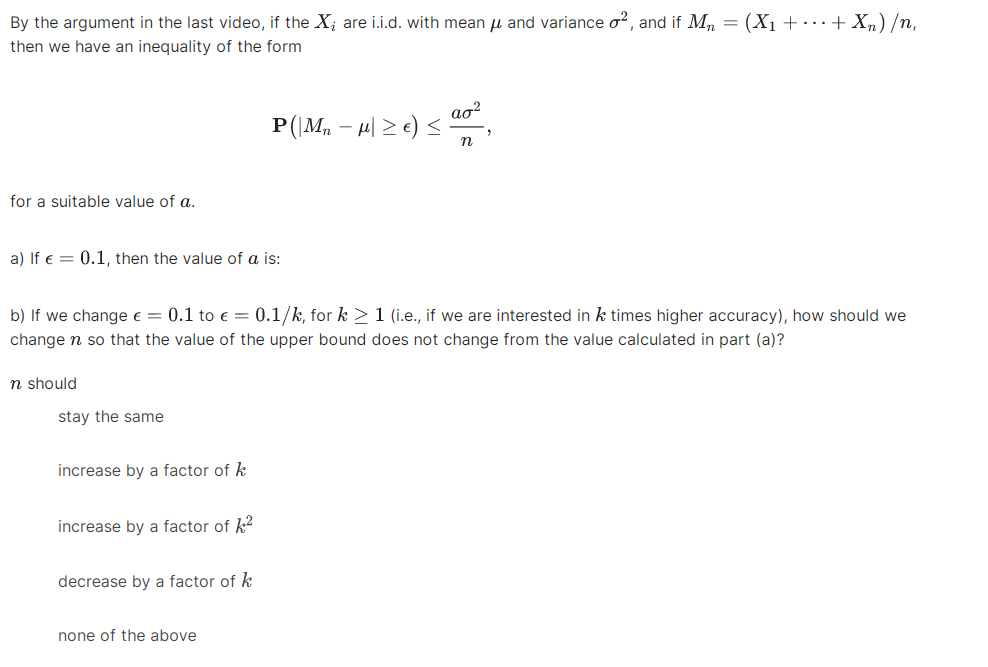 By the argument in the last video, if the $X_i$ are i.i.d. with mean $\mu$ and variance $\sigma^2$, and if $M_n = (X_1 + \cdots + X_n)/n$,
then we have an inequality of the form
$\mathbf{P}(|M_n - \mu| \geq \epsilon) \leq \frac{a\sigma^2}{n},$
for a suitable value of $a$.
a) If $\epsilon = 0.1$, then the value of $a$ is:
b) If we change $\epsilon = 0.1$ to $\epsilon = 0.1/k$, for $k \geq 1$ (i.e., if we are interested in $k$ times higher accuracy), how should we
change $n$ so that the value of the upper bound does not change from the value calculated in part (a)?
$n$ should
stay the same
increase by a factor of $k$
increase by a factor of $k^2$
decrease by a factor of $k$
none of the above